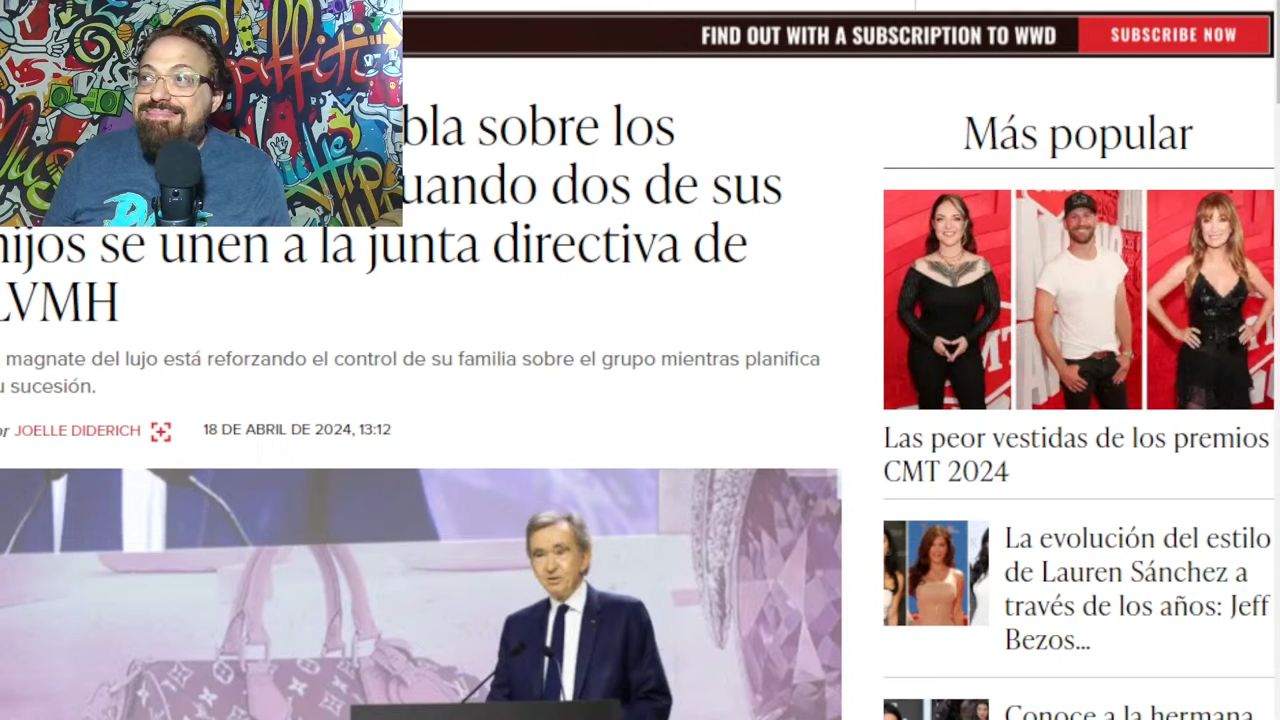 FIND OUT WITH A SUBSCRIPTION TO WWD
SUBSCRIBE NOW
bla sobre los
uando dos de sus
hijos se unen a la junta directiva de
LVMH
magnate del lujo está reforzando el control de su familia sobre el grupo mientras planifica
u sucesión.
or JOELLE DIDERICH
18 DE ABRIL DE 2024, 13:12
Más popular
Las peor vestidas de los premios
CMT 2024
La evolución del estilo
de Lauren Sánchez a
través de los años: Jeff
Bezos...
Conoce a la hermana